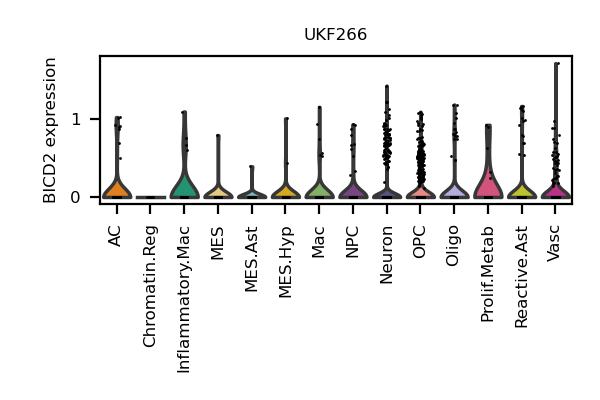 UKF266
BICD2 expression
1
0
AC
Chromatin.Reg
Inflammatory.Mac
MES
MES.Ast
MES.Hyp
Mac
NPC
Neuron
OPC
Oligo
Prolif.Metab
Reactive.Ast
Vasc